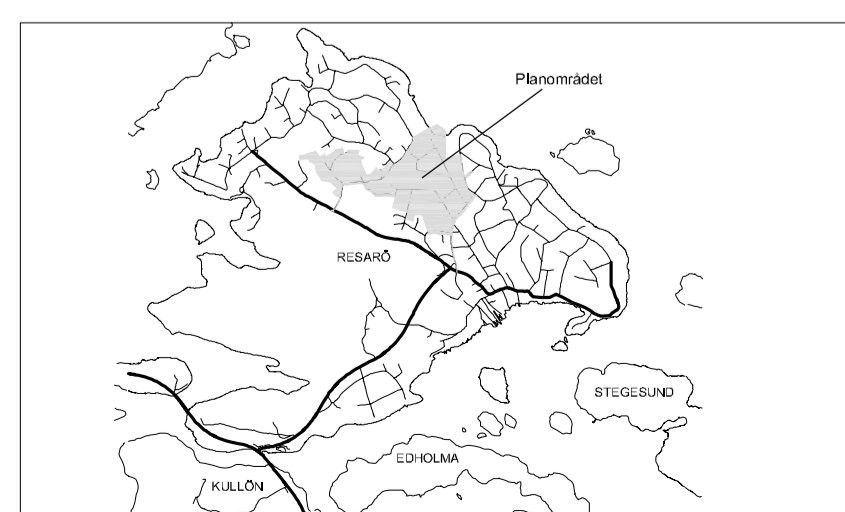 Planområdet
RESARÖ
STEGESUND
EDHOLMA
KULLÖN